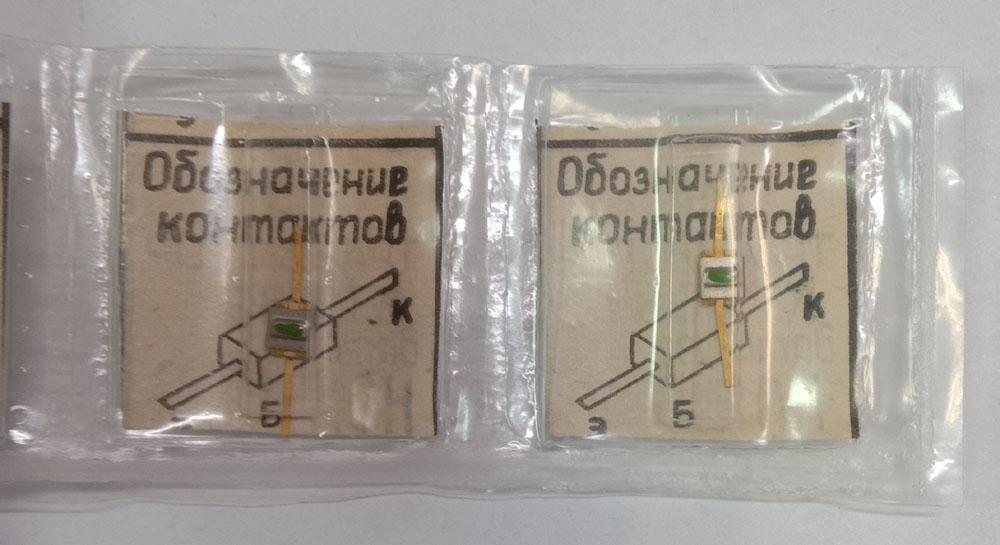 Обозначение
контактов
К
Б
Обозначение
контактов
К
э
Б